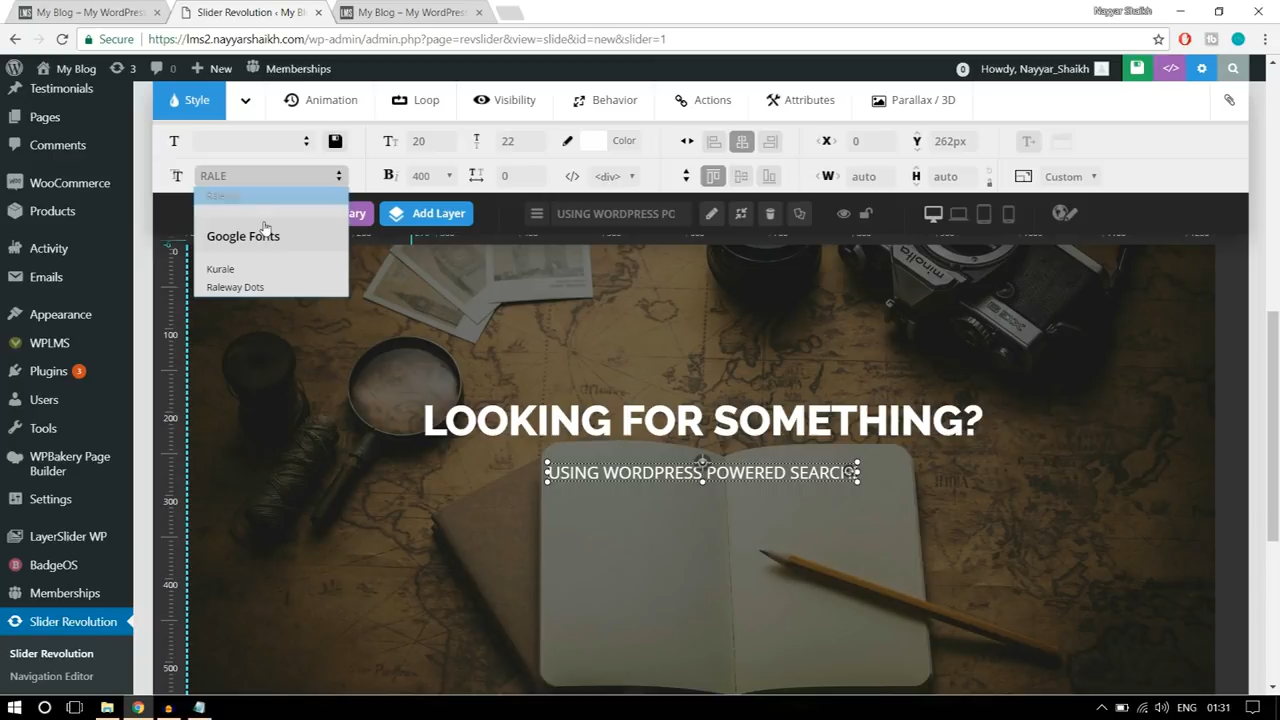 My Blog – My WordPress
Slider Revolution ‹ My Bl
My Blog – My WordPress
Nayyar Shaikh
Secure
https://lms2.nayyarshaikh.com/wp-admin/admin.php?page=revslider&view=slide&id=new&slider=1
My Blog
3
New
Memberships
0
Howdy, Nayyar_Shaikh
Testimonials
Pages
Events
WooCommerce
Products
Activity
Emails
Appearance
WPLMS
Plugins 3
Users
Tools
WPBakery Page
Builder
Settings
LayerSlider WP
BadgeOS
Memberships
Slider Revolution
Slider Revolution
Navigation Editor
Style
Animation
Loop
Visibility
Behavior
Actions
Attributes
Parallax / 3D
20
22
Color
X
0
Y
262px
RALE
400
0
<div>
W
auto
H
auto
Custom
Google Fonts
Kurale
Raleway Dots
ary
Add Layer
USING WORDPRESS PC
0
100
200
300
400
500
LOOKING FOR SOMETHING?
USING WORDPRESS POWERED SEARCH
ENG
01:31